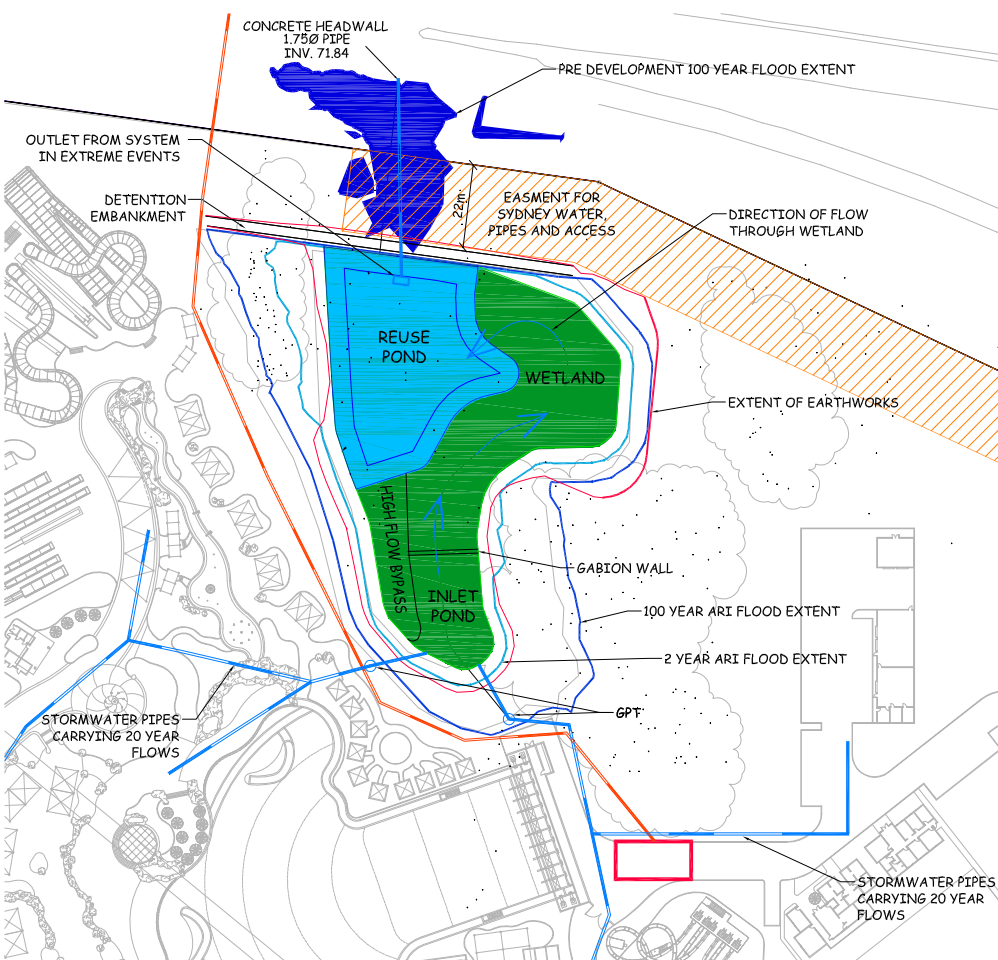 CONCRETE HEADWALL
1.75Ø PIPE
INV. 71.84
PRE DEVELOPMENT 100 YEAR FLOOD EXTENT
OUTLET FROM SYSTEM
IN EXTREME EVENTS
DETENTION
EMBANKMENT
22m
EASMENT FOR
SYDNEY WATER,
PIPES AND ACCESS
DIRECTION OF FLOW
THROUGH WETLAND
REUSE
POND
WETLAND
EXTENT OF EARTHWORKS
HIGH FLOW BYPASS
GABION WALL
INLET
POND
100 YEAR ARI FLOOD EXTENT
2 YEAR ARI FLOOD EXTENT
GPT
STORMWATER PIPES
CARRYING 20 YEAR
FLOWS
STORMWATER PIPES
CARRYING 20 YEAR
FLOWS